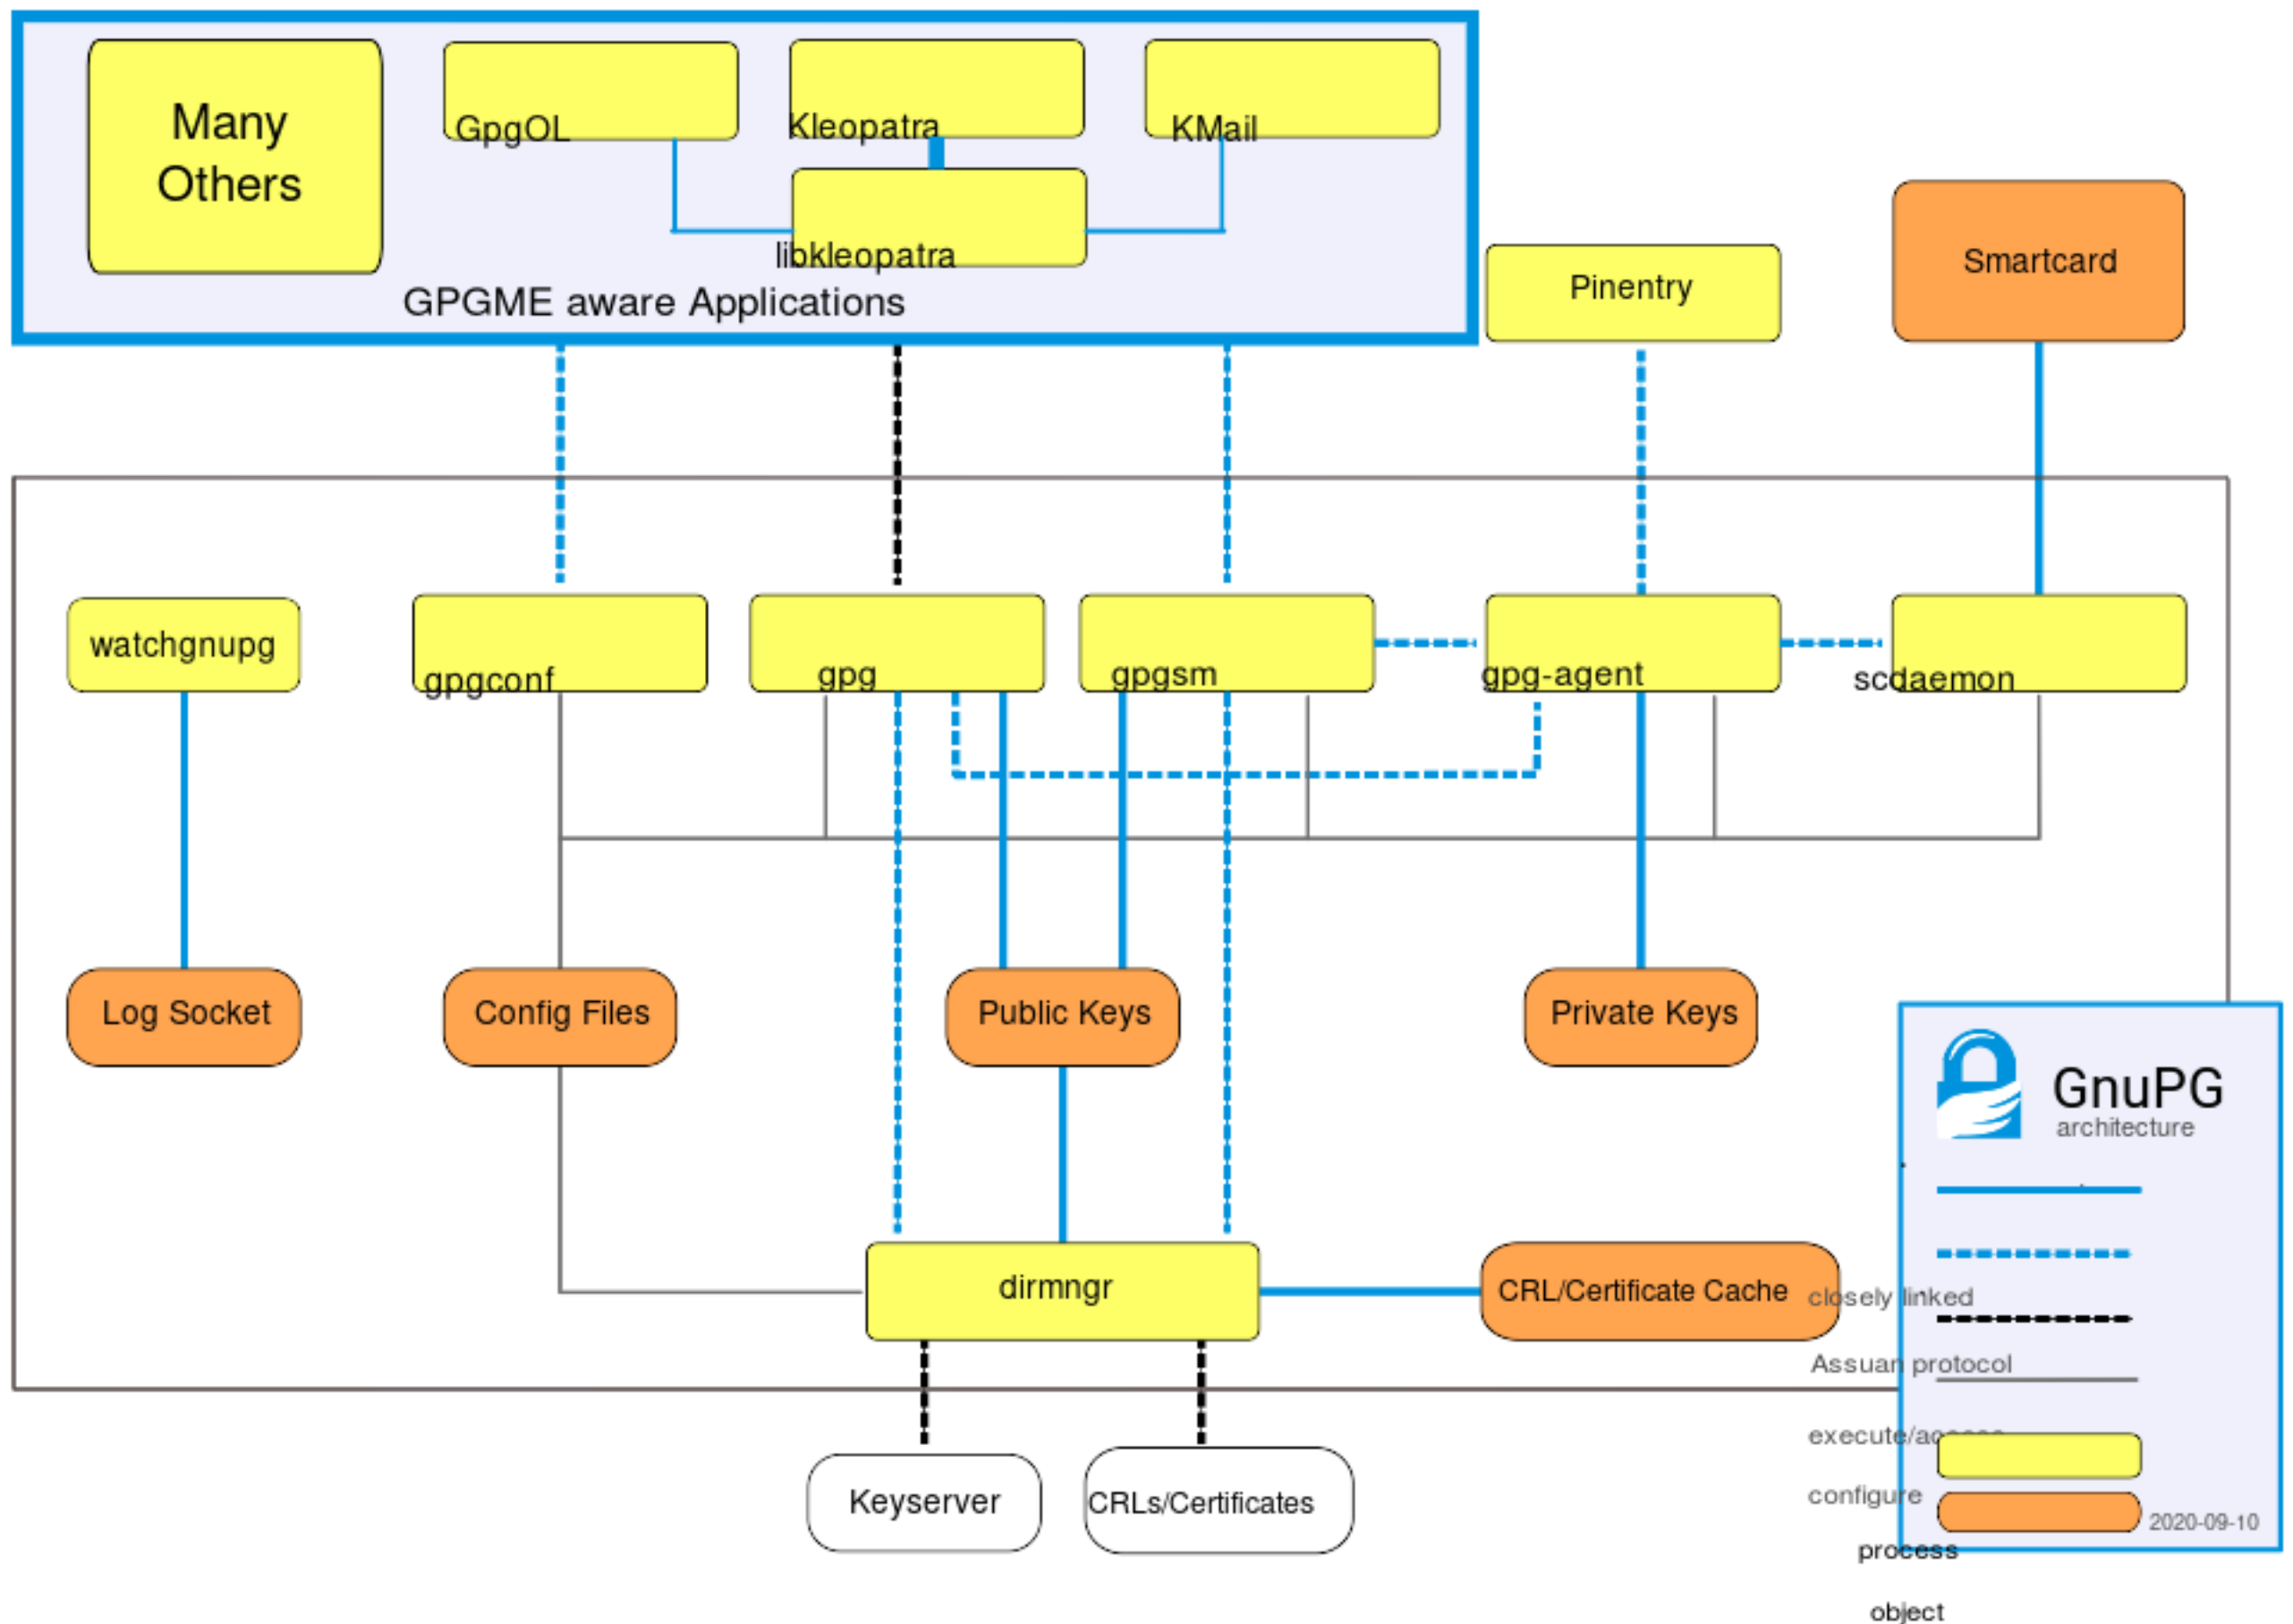 Many
Others
GpgOL
Kleopatra
KMail
libkleopatra
GPGME aware Applications
Pinentry
Smartcard
watchgnupg
gpgconf
gpg
gpgsm
gpg-agent
scdaemon
Log Socket
Config Files
Public Keys
Private Keys
GnuPG
architecture
dirmngr
CRL/Certificate Cache
closely linked
Assuan protocol
execute/access
configure
Keyserver
CRLs/Certificates
2020-09-10
process
object